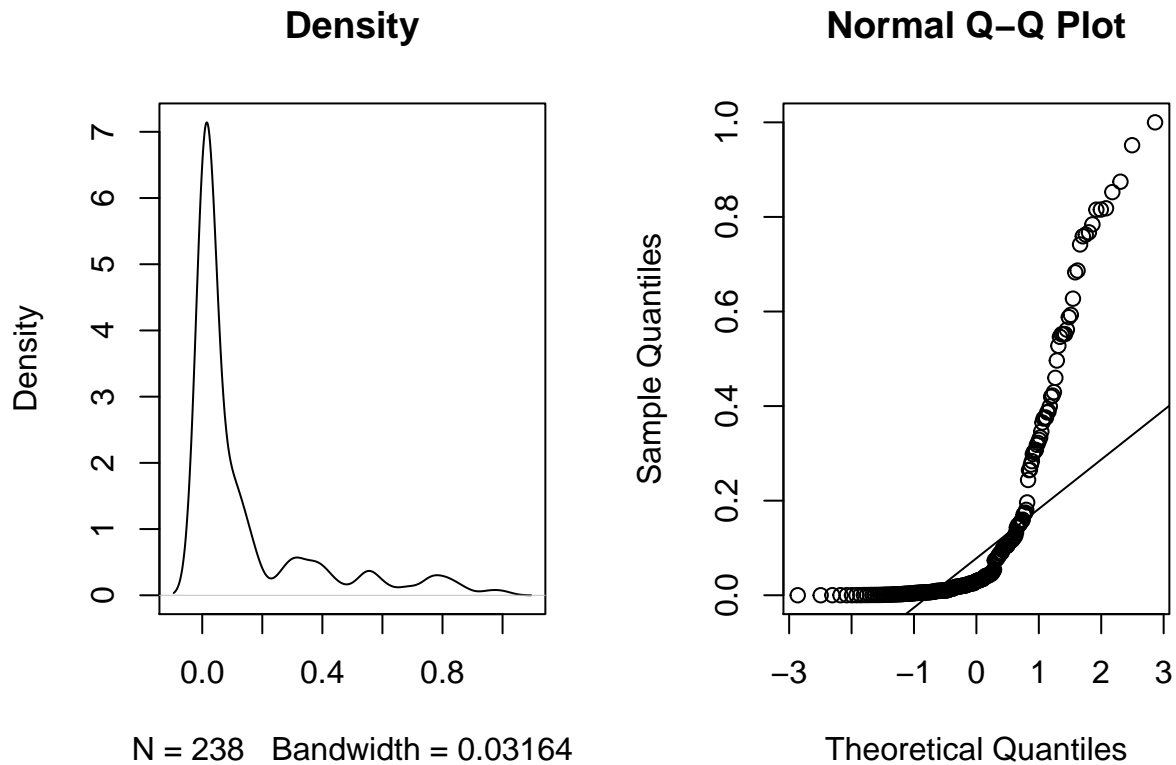 Density
Density
0
1
2
3
4
5
6
7
0.0 0.4 0.8
N = 238 Bandwidth = 0.03164
Normal Q−Q Plot
Sample Quantiles
0.0
0.2
0.4
0.6
0.8
1.0
−3 −1 0 1 2 3
Theoretical Quantiles